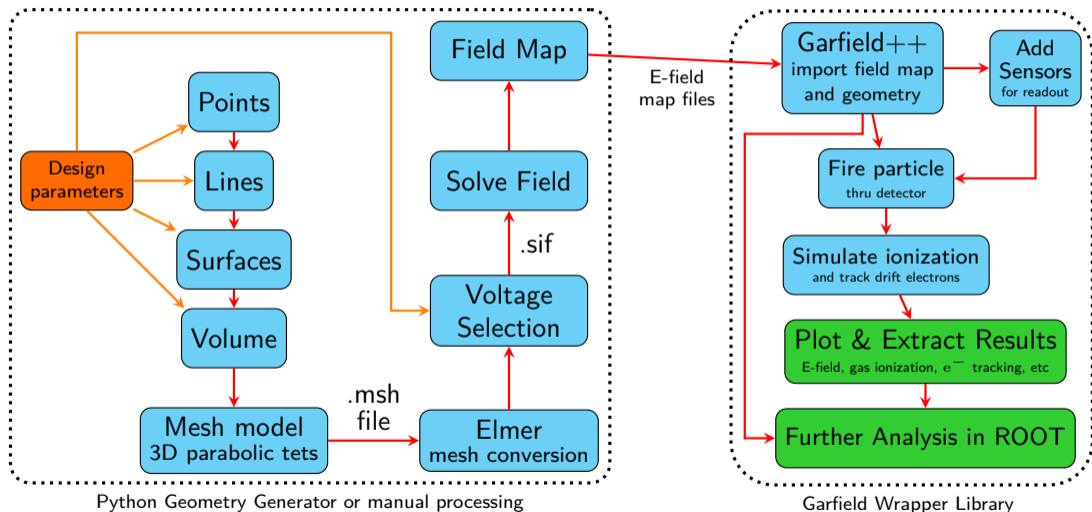 Points
Design
parameters
Lines
Surfaces
Volume
Mesh model
3D parabolic tets
.msh
file
Elmer
mesh conversion
Voltage
Selection
.sif
Solve Field
Field Map
Python Geometry Generator or manual processing
E-field
map files
Garfield++
import field map
and geometry
Add
Sensors
for readout
Fire particle
thru detector
Simulate ionization
and track drift electrons
Plot & Extract Results
E-field, gas ionization, e⁻ tracking, etc
Further Analysis in ROOT
Garfield Wrapper Library